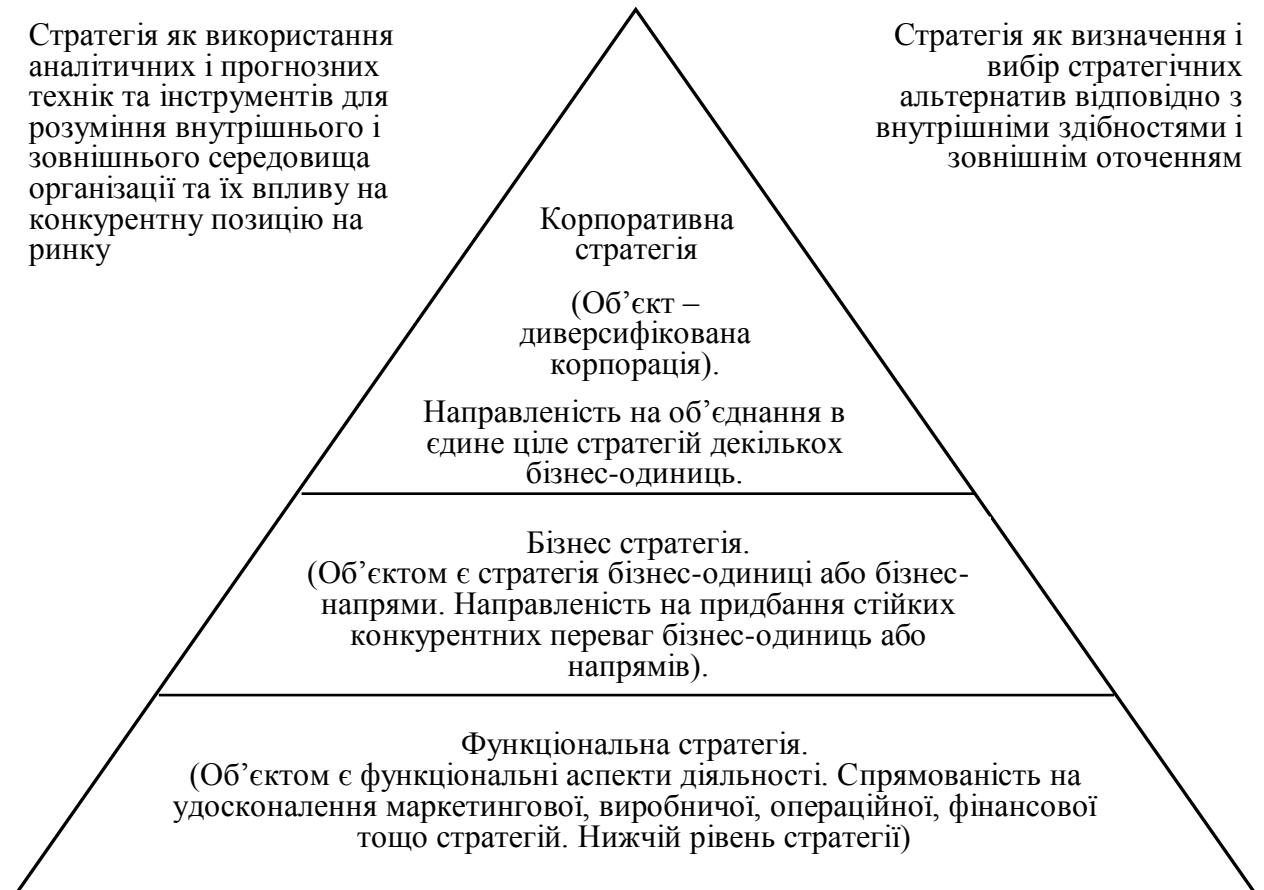 Стратегія як використання
аналітичних і прогнозних
технік та інструментів для
розуміння внутрішнього і
зовнішнього середовища
організації та їх впливу на
конкурентну позицію на
ринку
Стратегія як визначення і
вибір стратегічних
альтернатив відповідно з
внутрішніми здібностями і
зовнішнім оточенням
Корпоративна
стратегія
(Об’єкт –
диверсифікована
корпорація).
Направленість на об’єднання в
єдине ціле стратегій декількох
бізнес-одиниць.
Бізнес стратегія.
(Об’єктом є стратегія бізнес-одиниці або бізнес-
напрями. Направленість на придбання стійких
конкурентних переваг бізнес-одиниць або
напрямів).
Функціональна стратегія.
(Об’єктом є функціональні аспекти діяльності. Спрямованість на
удосконалення маркетингової, виробничої, операційної, фінансової
тощо стратегій. Нижчій рівень стратегії)